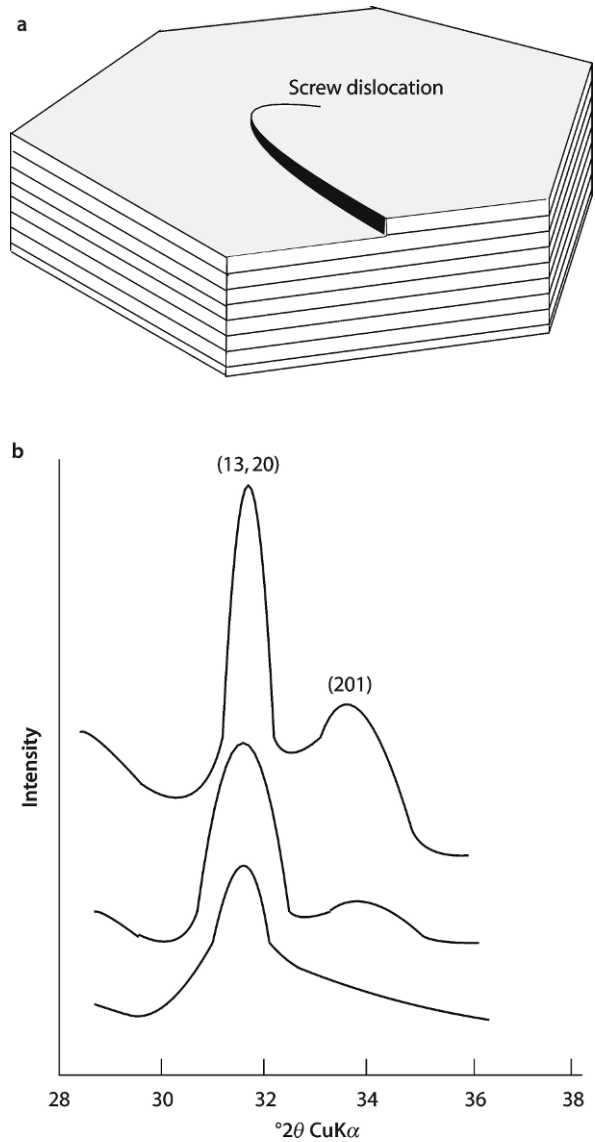 a
Screw dislocation
b
(13, 20)
(201)
Intensity
28 30 32 34 36 38
°2θ CuKα